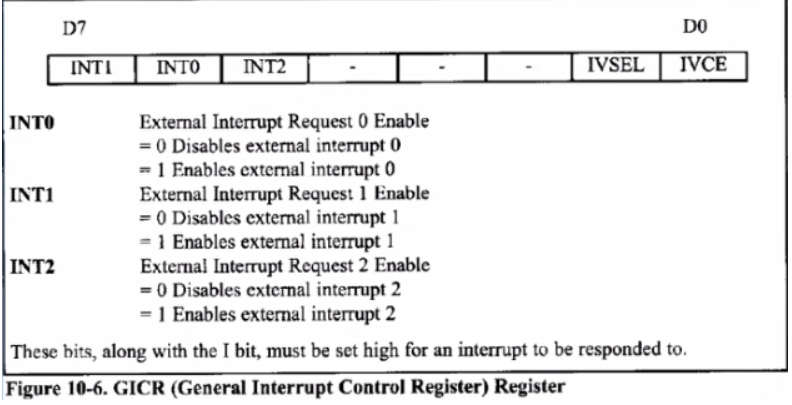 D7 D0
INT1 INT0 INT2 - - - IVSEL IVCE
INT0 External Interrupt Request 0 Enable
= 0 Disables external interrupt 0
= 1 Enables external interrupt 0
INT1 External Interrupt Request 1 Enable
= 0 Disables external interrupt 1
= 1 Enables external interrupt 1
INT2 External Interrupt Request 2 Enable
= 0 Disables external interrupt 2
= 1 Enables external interrupt 2
These bits, along with the I bit, must be set high for an interrupt to be responded to.
Figure 10-6. GICR (General Interrupt Control Register) Register